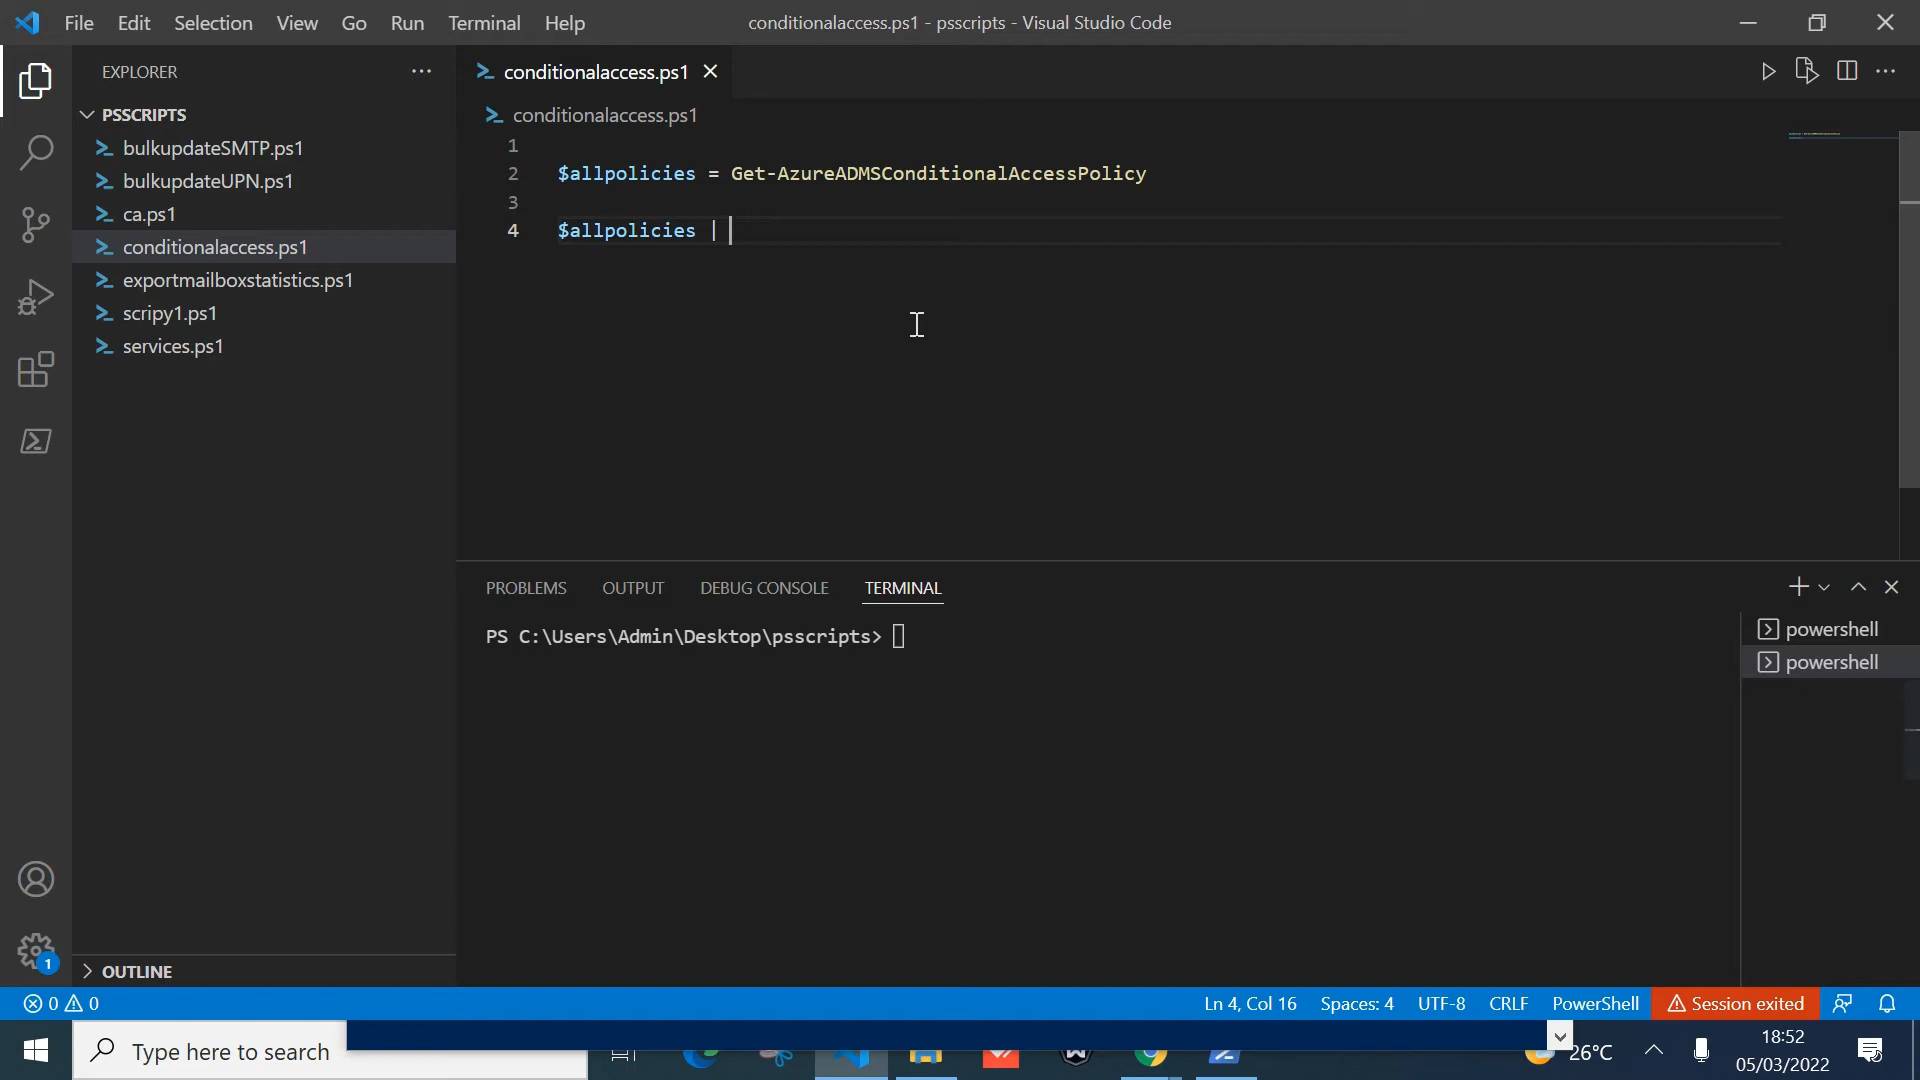 File Edit Selection View Go Run Terminal Help
conditionalaccess.ps1 - psscripts - Visual Studio Code
EXPLORER
PSSCRIPTS
bulkupdateSMTP.ps1
bulkupdateUPN.ps1
ca.ps1
conditionalaccess.ps1
exportmailboxstatistics.ps1
scripy1.ps1
services.ps1
OUTLINE
conditionalaccess.ps1
conditionalaccess.ps1
1
2 $allpolicies = Get-AzureADMSConditionalAccessPolicy
3
4 $allpolicies |
PROBLEMS OUTPUT DEBUG CONSOLE TERMINAL
PS C:\Users\Admin\Desktop\psscripts>
powershell
powershell
1
0 0
Ln 4, Col 16 Spaces: 4 UTF-8 CRLF PowerShell Session exited
Type here to search
26°C
18:52
05/03/2022